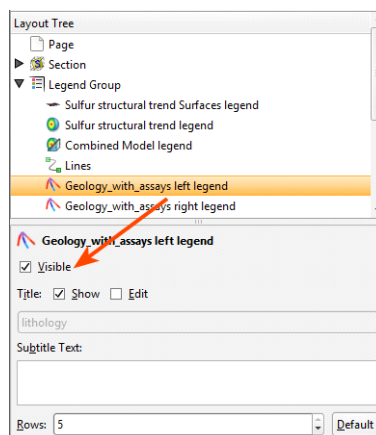 Layout Tree
Page
Section
Legend Group
Sulfur structural trend Surfaces legend
Sulfur structural trend legend
Combined Model legend
Lines
Geology_with_assays left legend
Geology_with_assays right legend
Geology_with_assays left legend
Visible
Title: Show Edit
lithology
Subtitle Text:
Rows: 5 Default